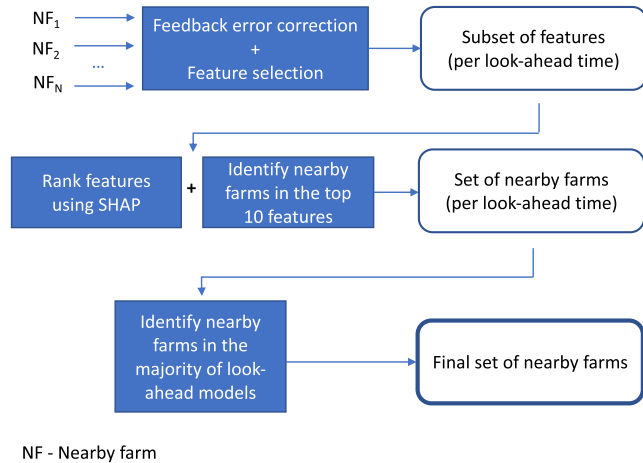 NF1
NF2
...
NFN
Feedback error correction
+
Feature selection
Subset of features
(per look-ahead time)
Rank features
using SHAP
+
Identify nearby
farms in the top
10 features
Set of nearby farms
(per look-ahead time)
Identify nearby
farms in the
majority of look-
ahead models
Final set of nearby farms
NF - Nearby farm